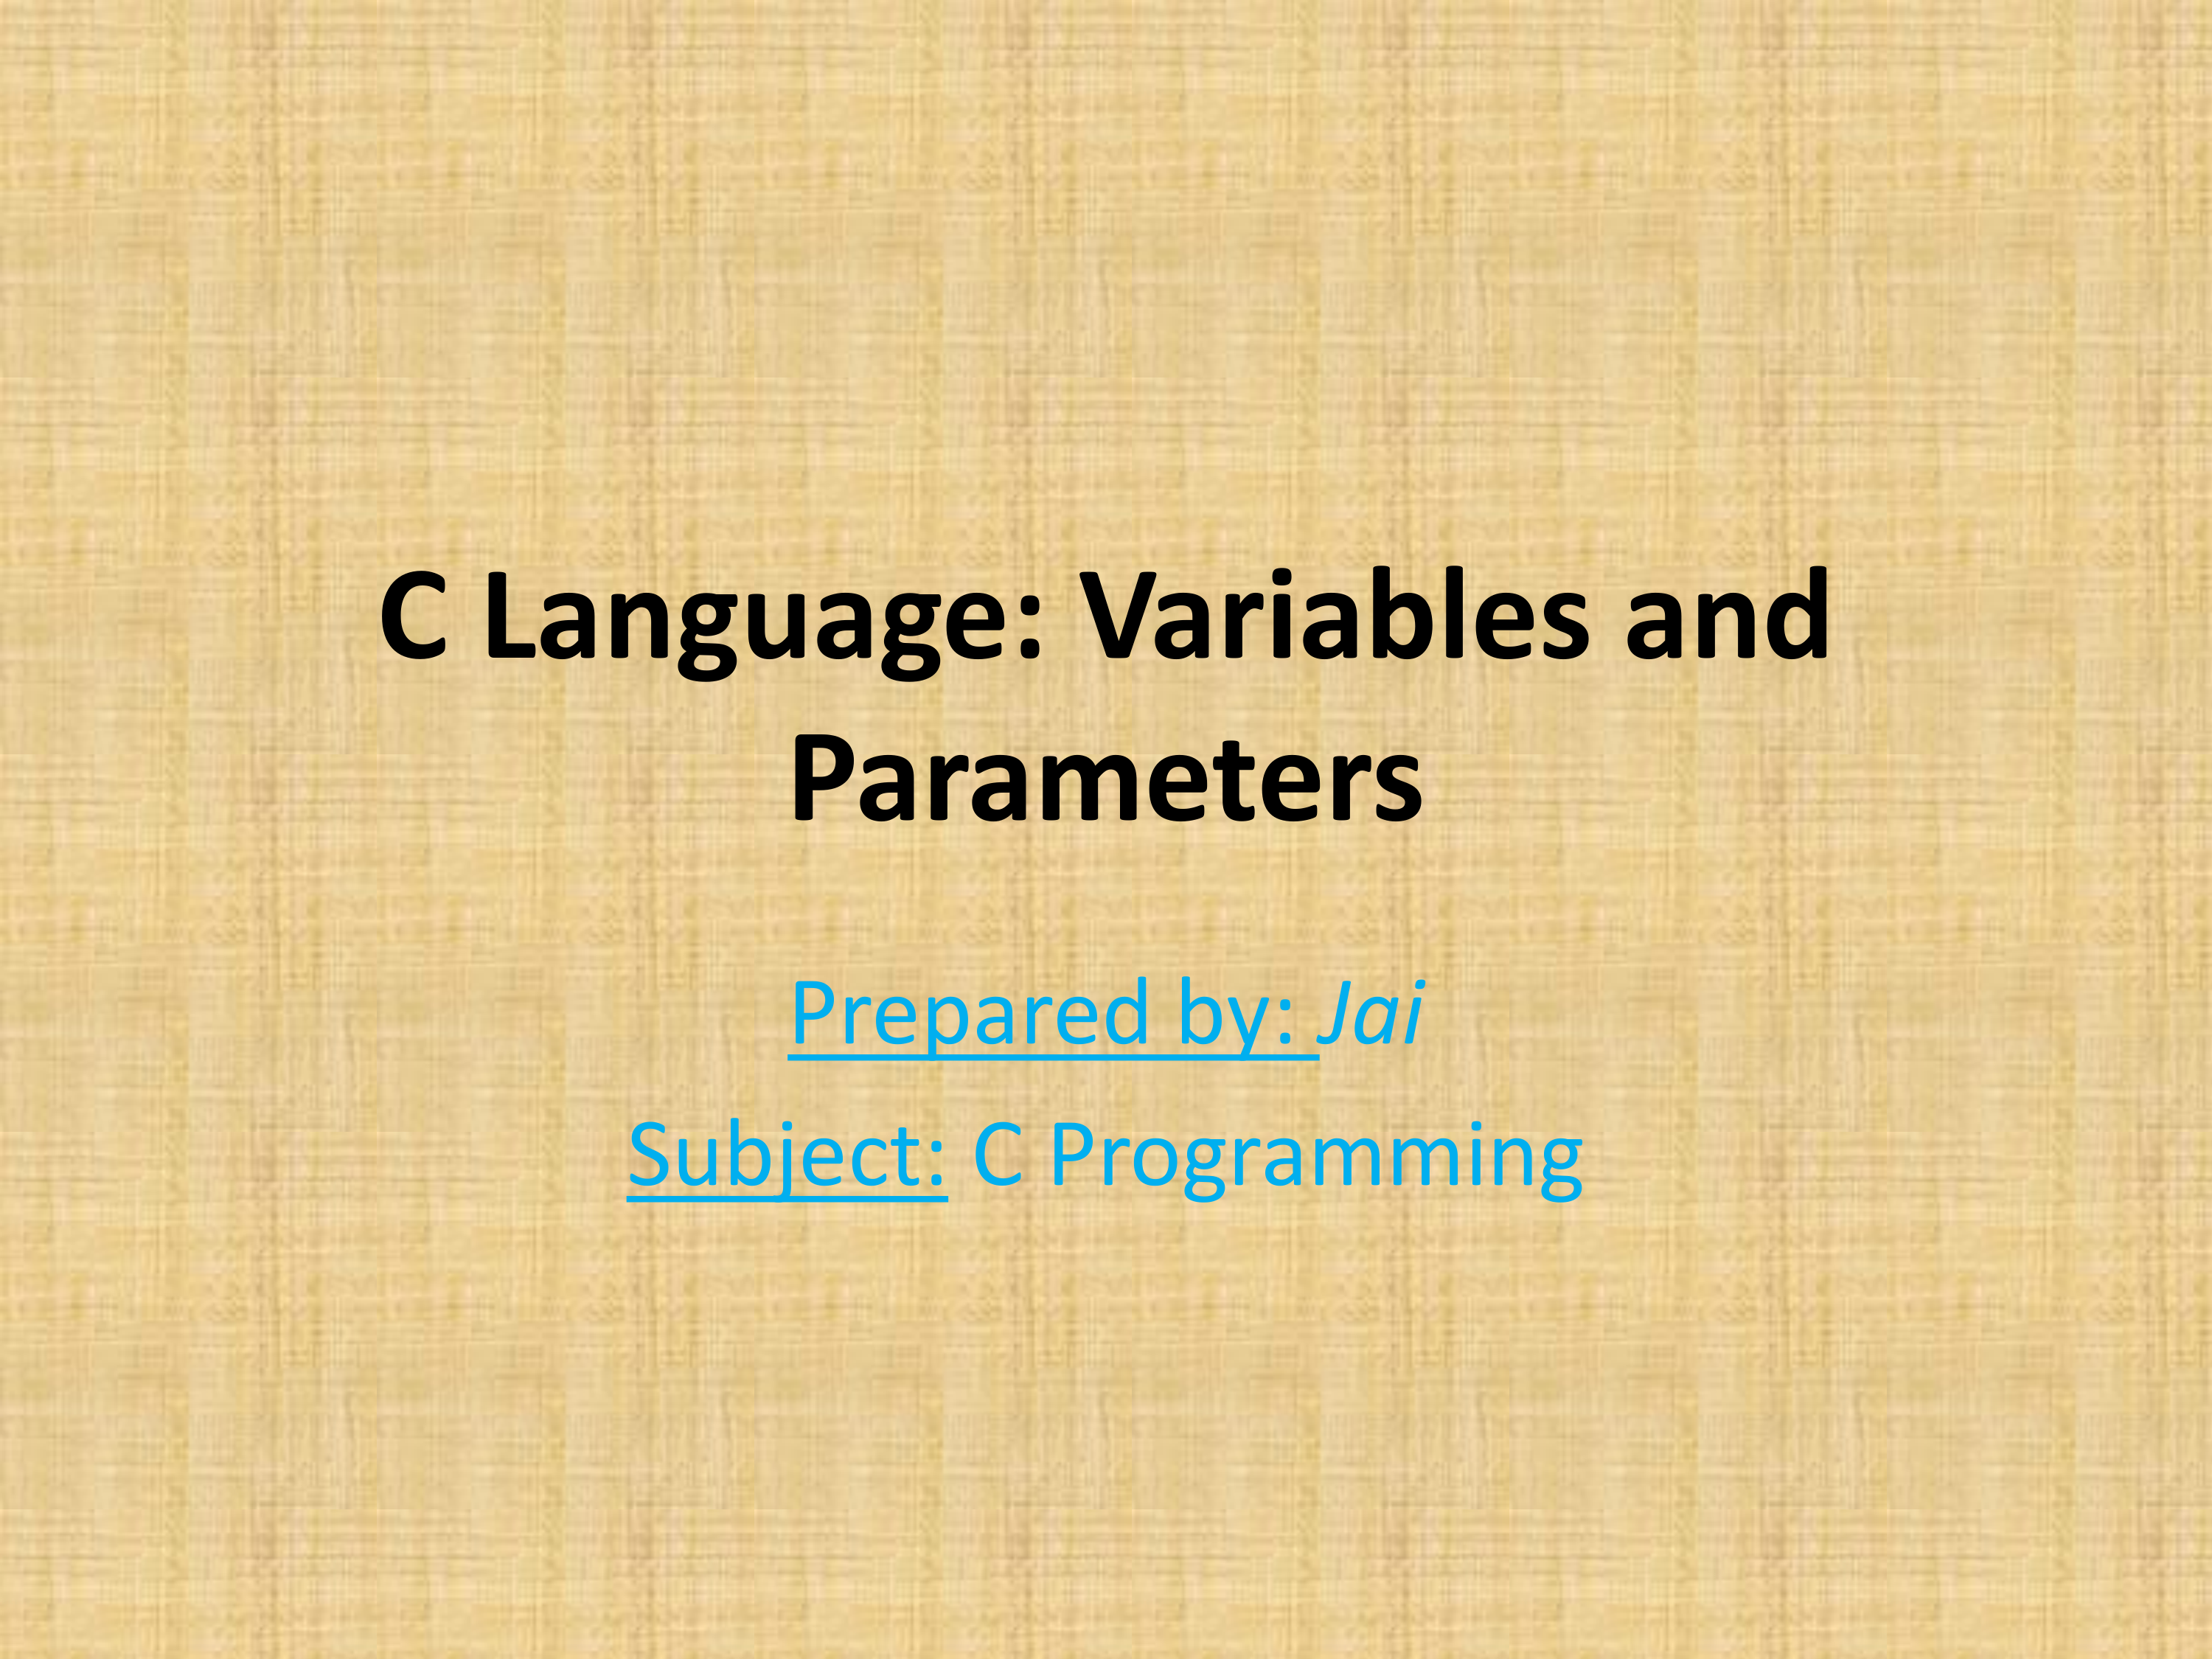 C Language: Variables and
Parameters
Prepared by: Jai
Subject: C Programming